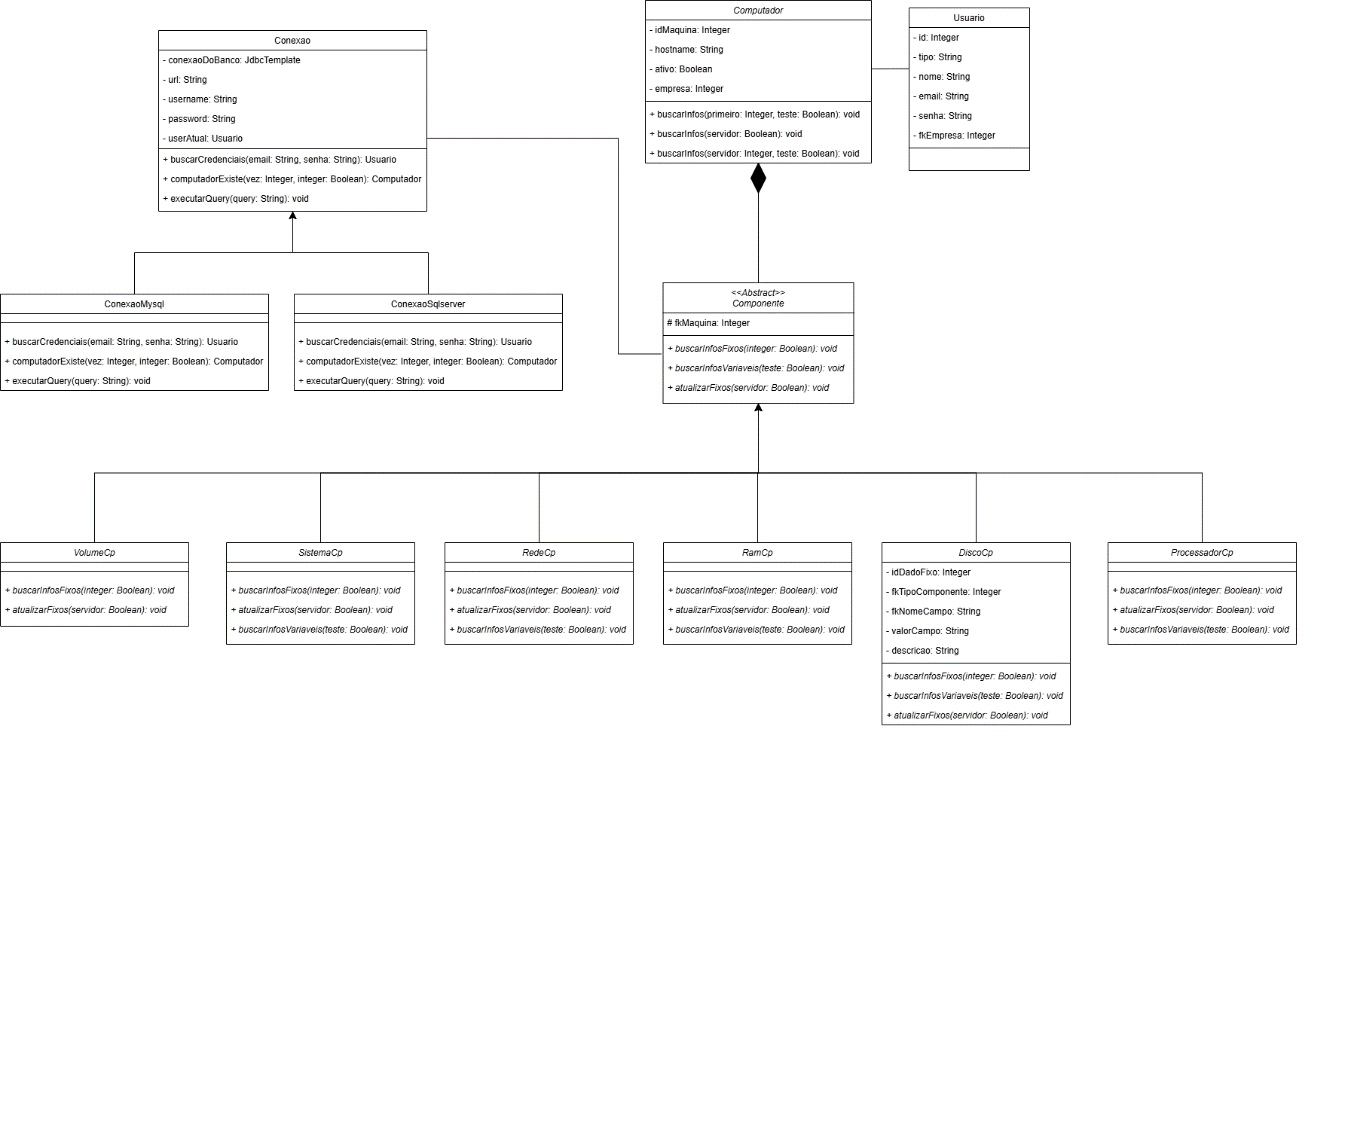 Computador
- idMaquina: Integer
- hostname: String
- ativo: Boolean
- empresa: Integer
+ buscarInfos(primeiro: Integer, teste: Boolean): void
+ buscarInfos(servidor: Boolean): void
+ buscarInfos(servidor: Integer, teste: Boolean): void
Usuario
- id: Integer
- tipo: String
- nome: String
- email: String
- senha: String
- fkEmpresa: Integer
Conexao
- conexaoDoBanco: JdbcTemplate
- url: String
- username: String
- password: String
- userAtual: Usuario
+ buscarCredenciais(email: String, senha: String): Usuario
+ computadorExiste(vez: Integer, integer: Boolean): Computador
+ executarQuery(query: String): void
ConexaoMysql
+ buscarCredenciais(email: String, senha: String): Usuario
+ computadorExiste(vez: Integer, integer: Boolean): Computador
+ executarQuery(query: String): void
ConexaoSqlserver
+ buscarCredenciais(email: String, senha: String): Usuario
+ computadorExiste(vez: Integer, integer: Boolean): Computador
+ executarQuery(query: String): void
<<Abstract>>
Componente
# fkMaquina: Integer
+ buscarInfosFixos(integer: Boolean): void
+ buscarInfosVariaveis(teste: Boolean): void
+ atualizarFixos(servidor: Boolean): void
VolumeCp
+ buscarInfosFixos(integer: Boolean): void
+ atualizarFixos(servidor: Boolean): void
SistemaCp
+ buscarInfosFixos(integer: Boolean): void
+ atualizarFixos(servidor: Boolean): void
+ buscarInfosVariaveis(teste: Boolean): void
RedeCp
+ buscarInfosFixos(integer: Boolean): void
+ atualizarFixos(servidor: Boolean): void
+ buscarInfosVariaveis(teste: Boolean): void
RamCp
+ buscarInfosFixos(integer: Boolean): void
+ atualizarFixos(servidor: Boolean): void
+ buscarInfosVariaveis(teste: Boolean): void
DiscoCp
- idDadoFixo: Integer
- fkTipoComponente: Integer
- fkNomeCampo: String
- valorCampo: String
- descricao: String
+ buscarInfosFixos(integer: Boolean): void
+ buscarInfosVariaveis(teste: Boolean): void
+ atualizarFixos(servidor: Boolean): void
ProcessadorCp
+ buscarInfosFixos(integer: Boolean): void
+ atualizarFixos(servidor: Boolean): void
+ buscarInfosVariaveis(teste: Boolean): void